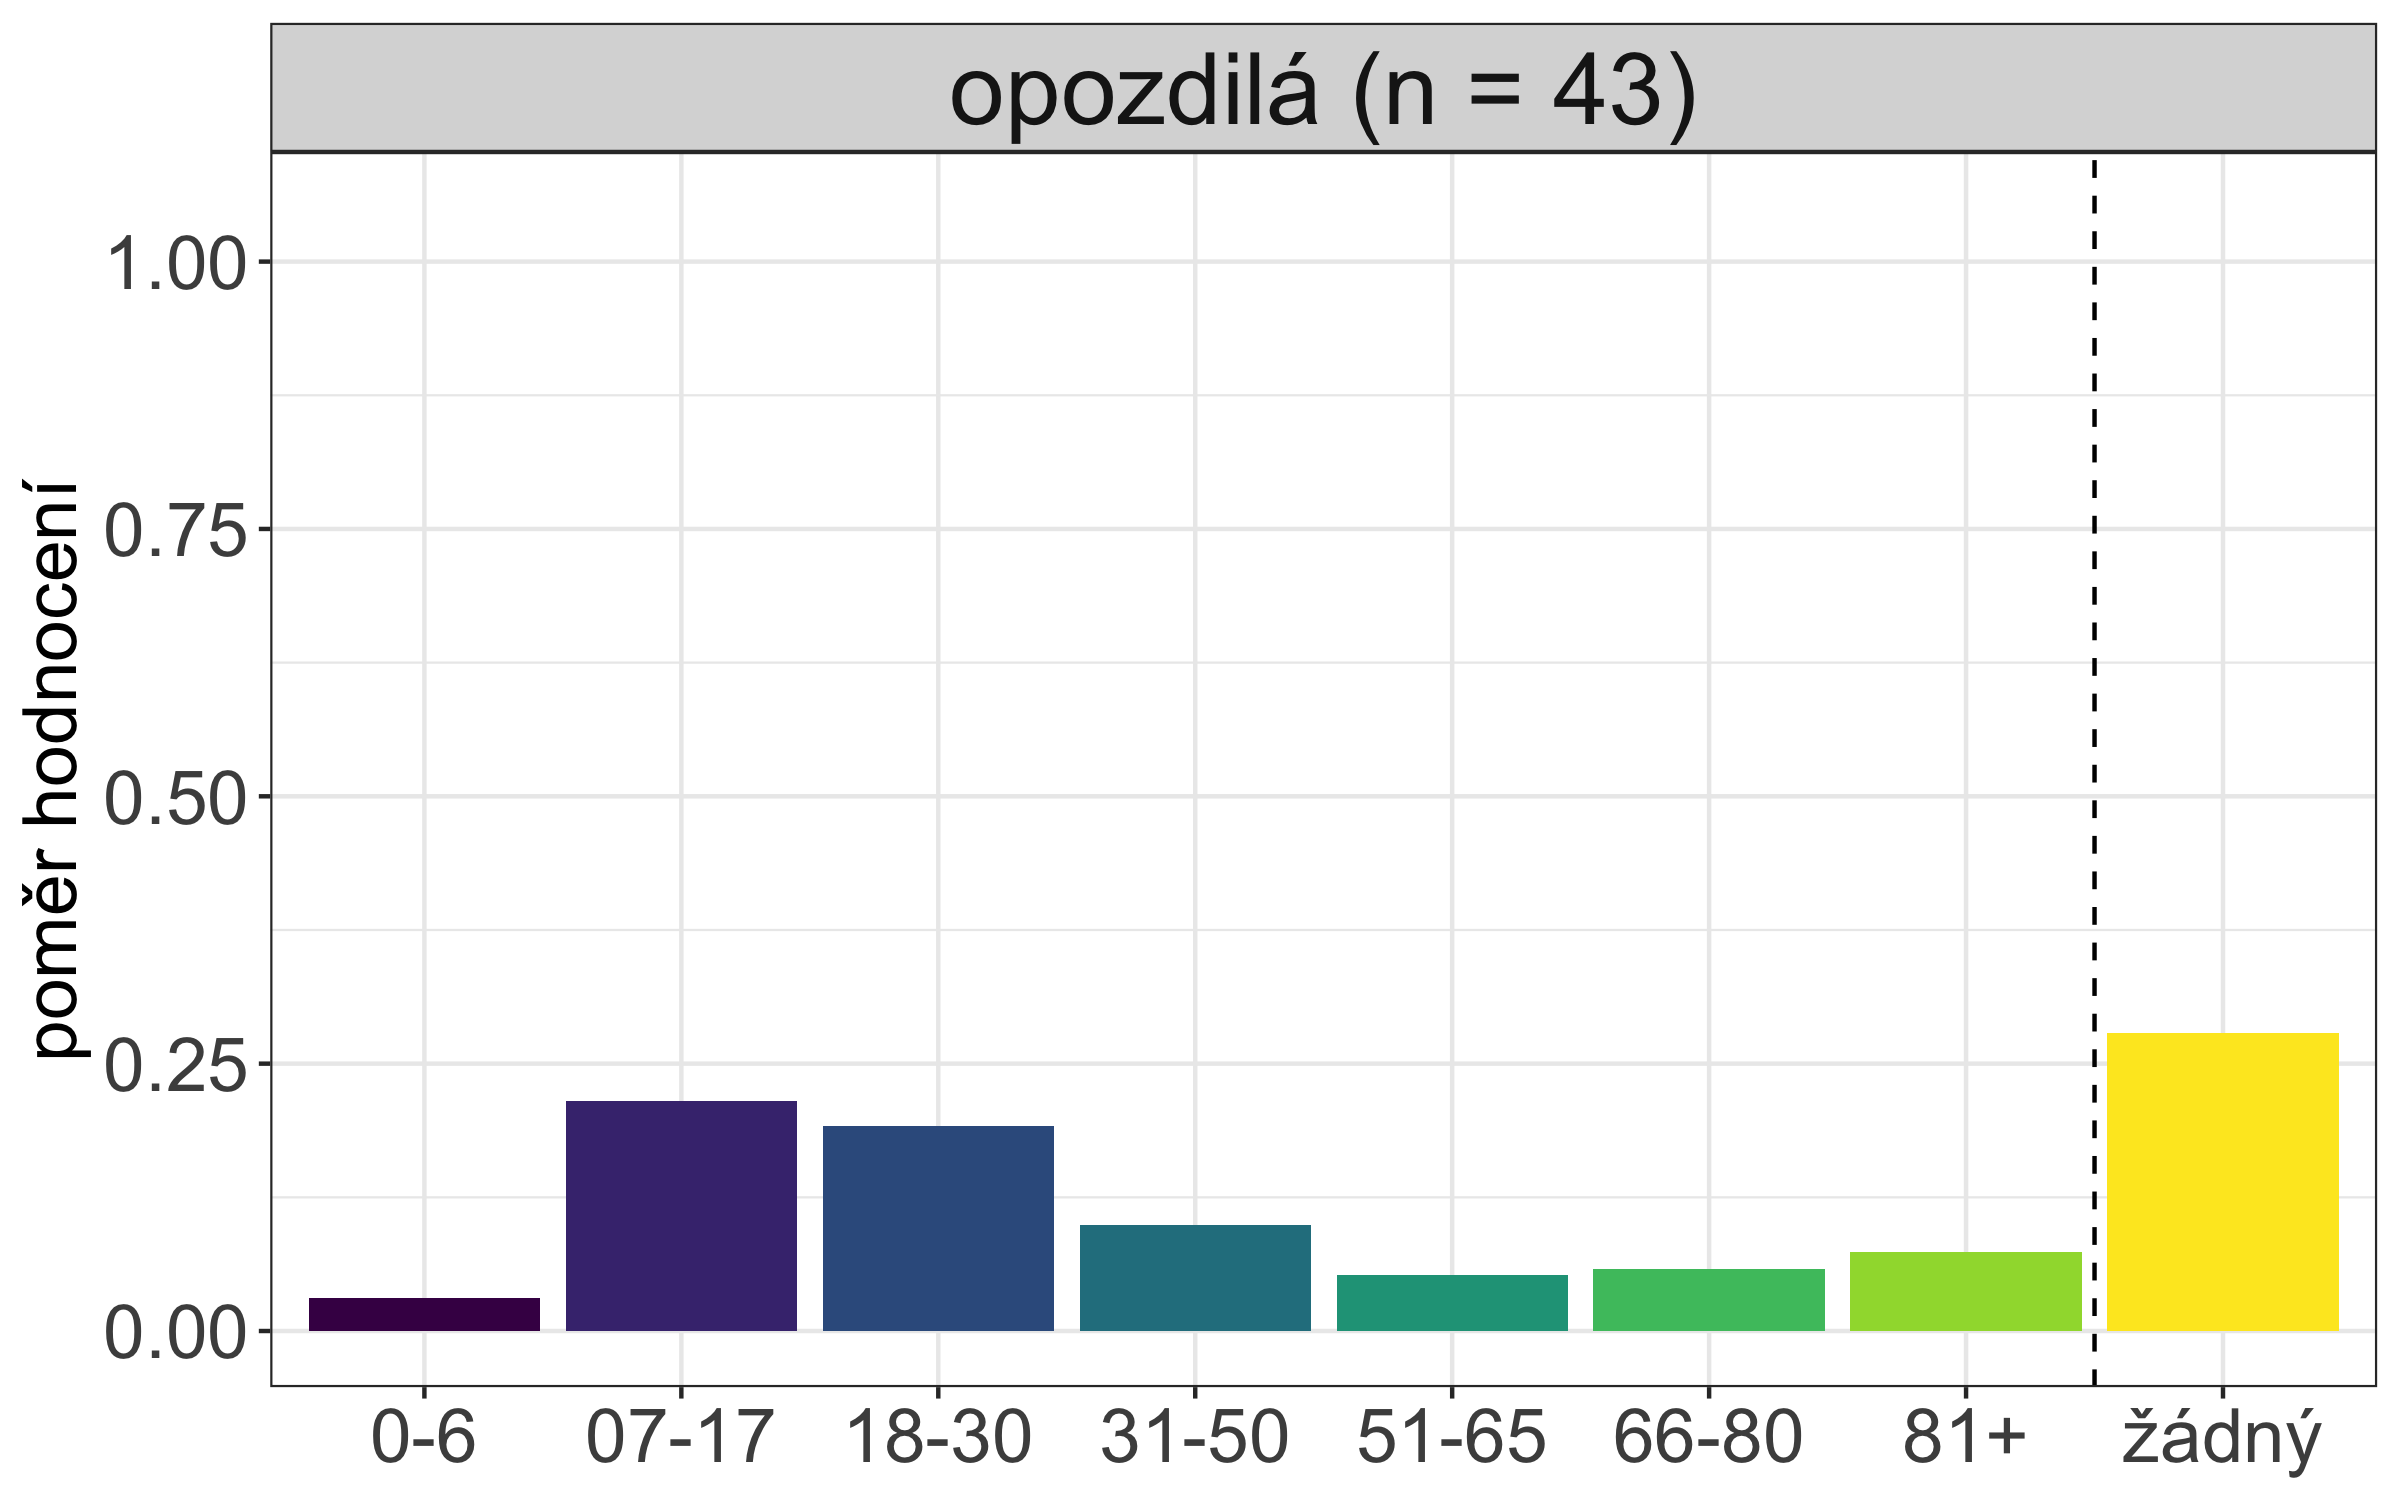 opozdilá (n = 43)
poměr hodnocení
1.00
0.75
0.50
0.25
0.00
0-6 07-17 18-30 31-50 51-65 66-80 81+ žádný